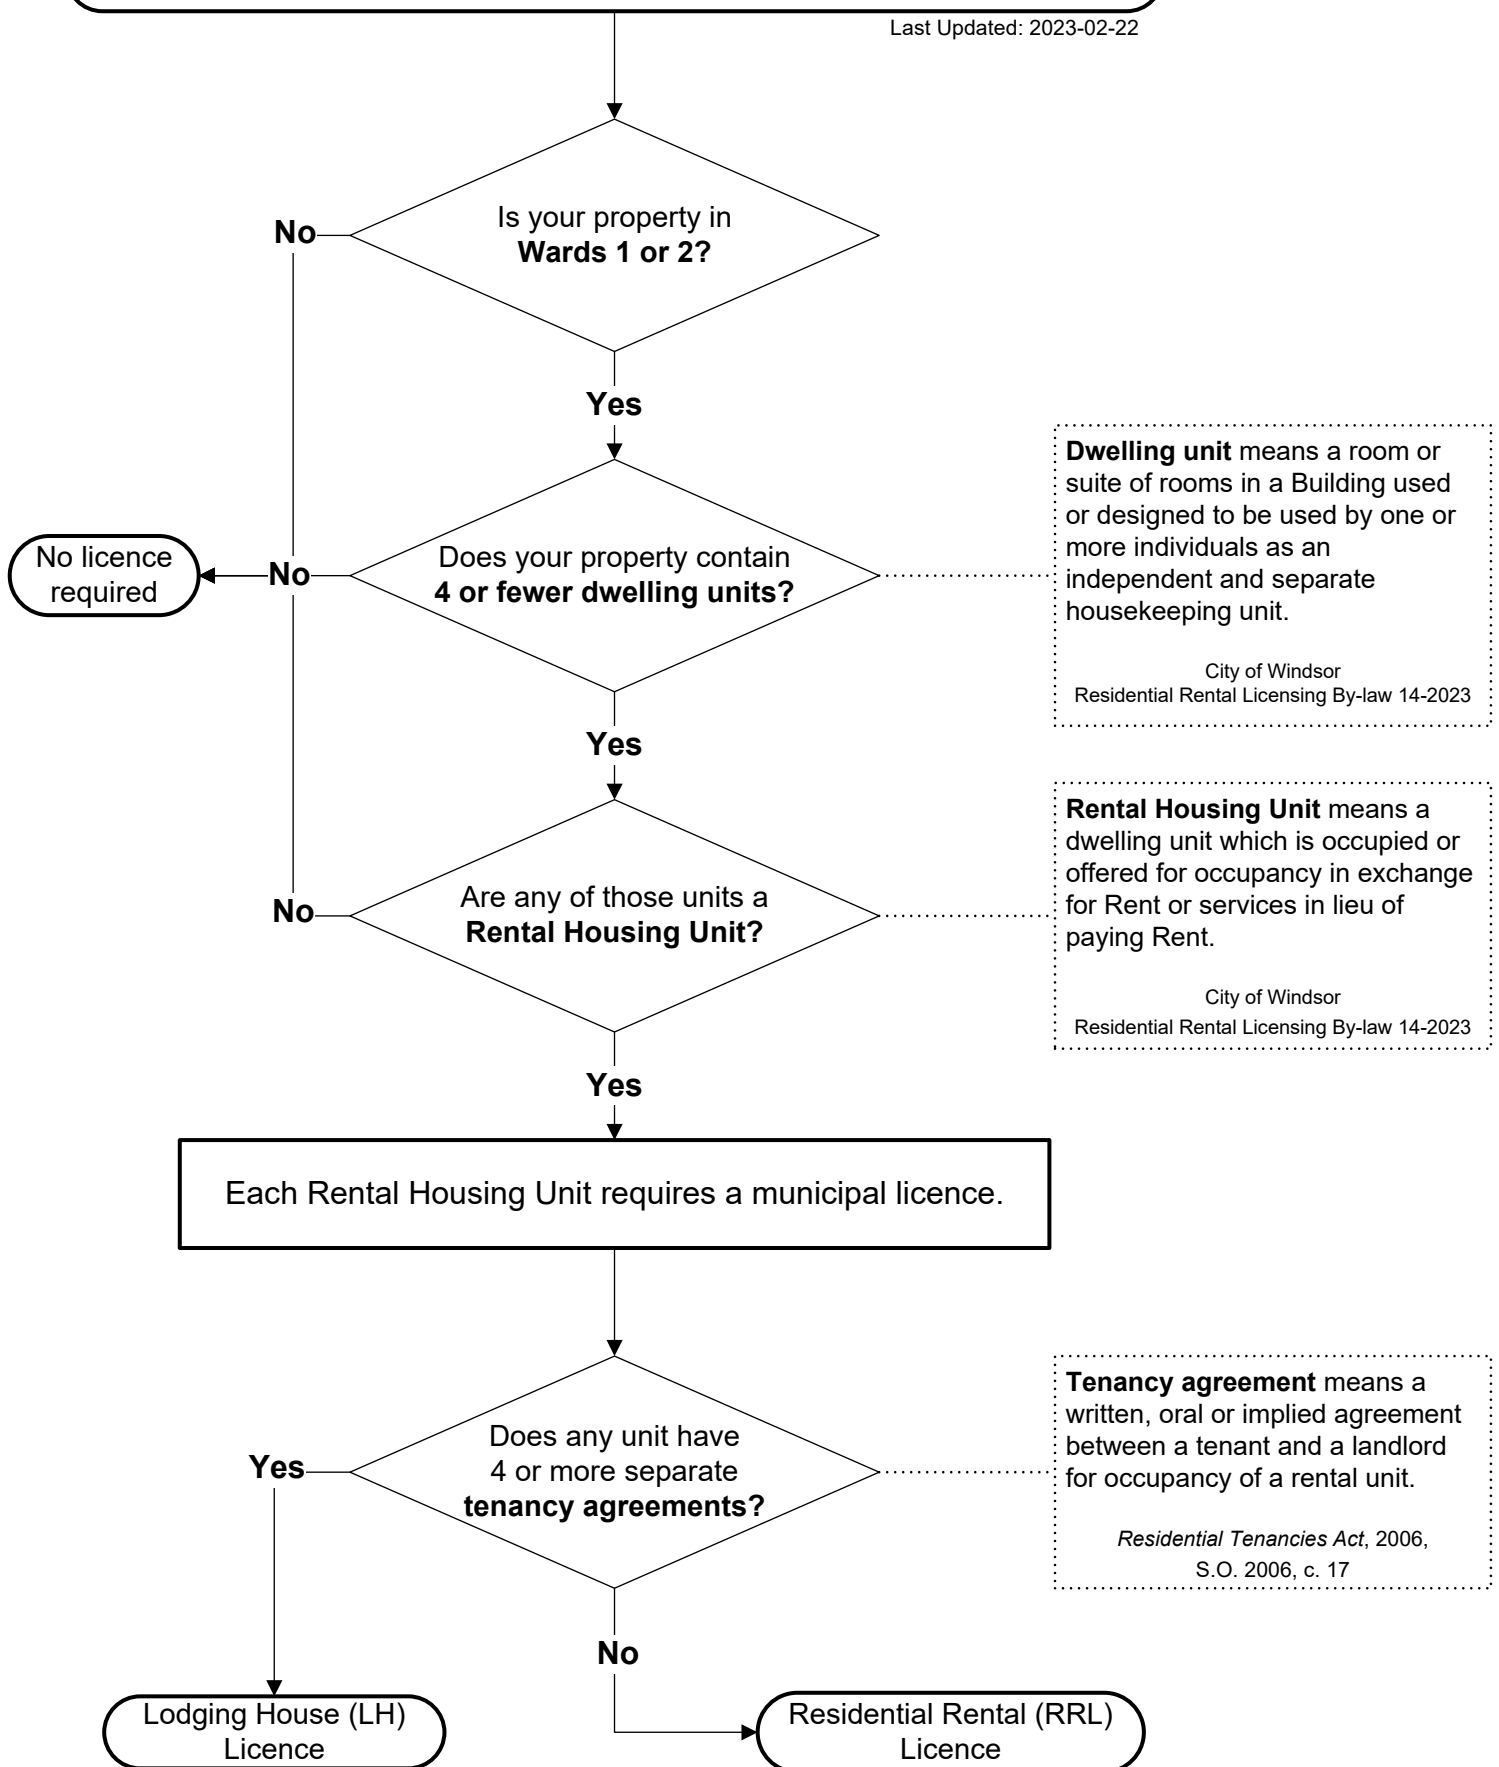 Last Updated: 2023-02-22
Is your property in
Wards 1 or 2?
No
Yes
Does your property contain
4 or fewer dwelling units?
No
No licence
required
Dwelling unit means a room or
suite of rooms in a Building used
or designed to be used by one or
more individuals as an
independent and separate
housekeeping unit.
City of Windsor
Residential Rental Licensing By-law 14-2023
Yes
Are any of those units a
Rental Housing Unit?
No
Rental Housing Unit means a
dwelling unit which is occupied or
offered for occupancy in exchange
for Rent or services in lieu of
paying Rent.
City of Windsor
Residential Rental Licensing By-law 14-2023
Yes
Each Rental Housing Unit requires a municipal licence.
Does any unit have
4 or more separate
tenancy agreements?
Tenancy agreement means a
written, oral or implied agreement
between a tenant and a landlord
for occupancy of a rental unit.
Residential Tenancies Act, 2006,
S.O. 2006, c. 17
Yes
No
Lodging House (LH)
Licence
Residential Rental (RRL)
Licence